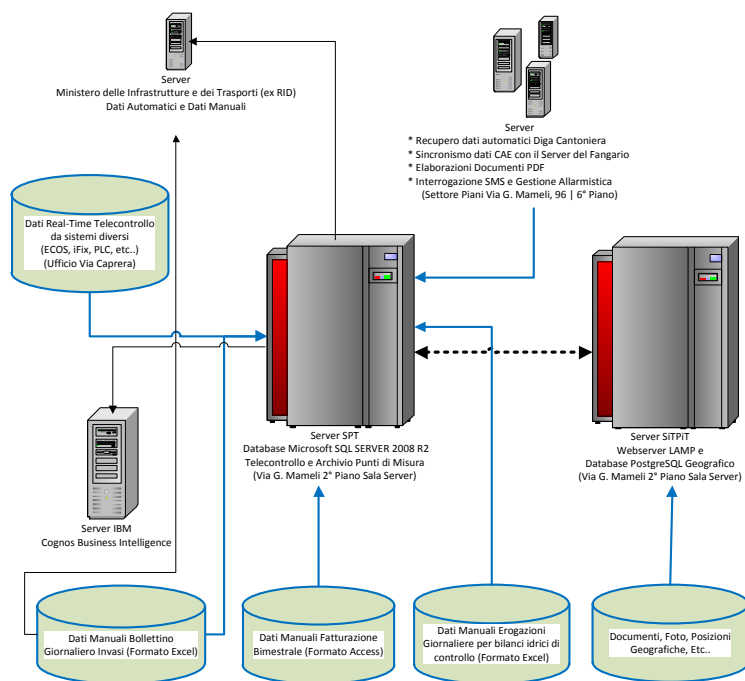 Server
Ministero delle Infrastrutture e dei Trasporti (ex RID)
Dati Automatici e Dati Manuali
Server
* Recupero dati automatici Diga Cantoniera
* Sincronismo dati CAE con il Server del Fangario
* Elaborazioni Documenti PDF
* Interrogazione SMS e Gestione Allarmistica
(Settore Piani Via G. Mameli, 96 | 6° Piano)
Dati Real-Time Telecontrollo
da sistemi diversi
(ECOS, iFix, PLC, etc..)
(Ufficio Via Caprera)
Server SPT
Database Microsoft SQL SERVER 2008 R2
Telecontrollo e Archivio Punti di Misura
(Via G. Mameli 2° Piano Sala Server)
Server SiTPiT
Webserver LAMP e
Database PostgreSQL Geografico
(Via G. Mameli 2° Piano Sala Server)
Server IBM
Cognos Business Intelligence
Dati Manuali Bollettino
Giornaliero Invasi (Formato Excel)
Dati Manuali Fatturazione
Bimestrale (Formato Access)
Dati Manuali Erogazioni
Giornaliere per bilanci idrici di
controllo (Formato Excel)
Documenti, Foto, Posizioni
Geografiche, Etc..